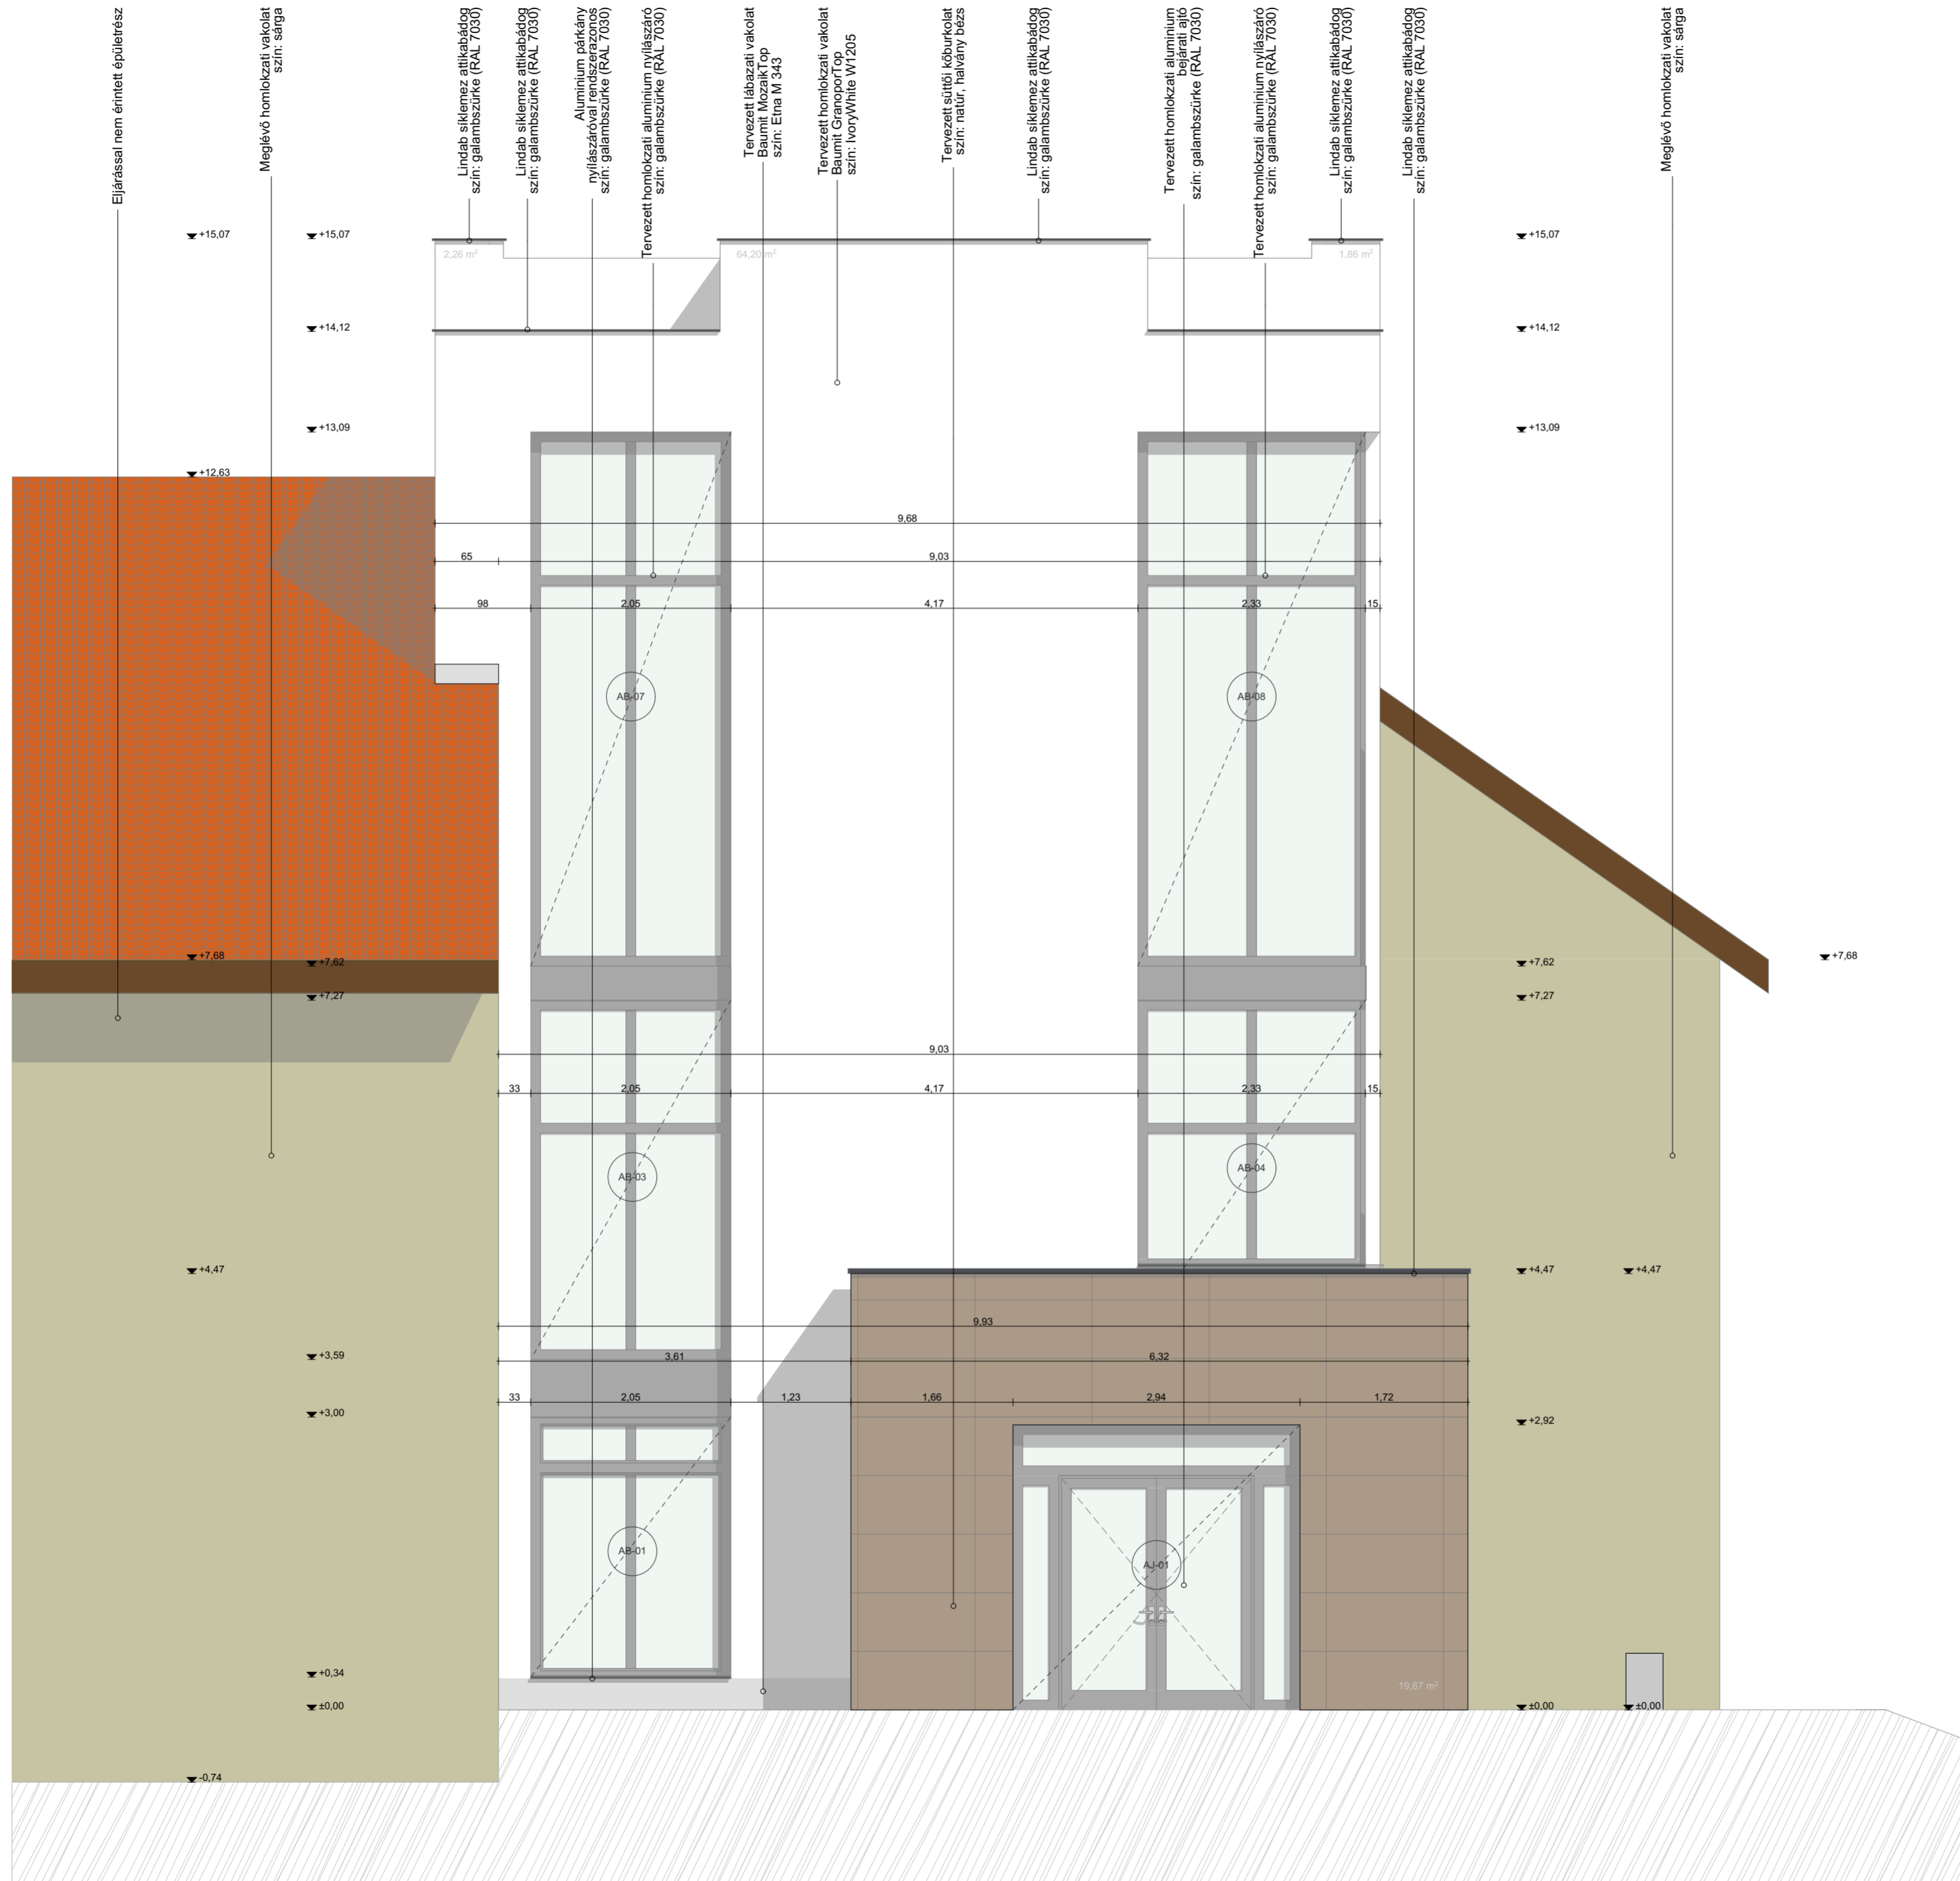 Eljárással nem érintett épületrész
Meglévő homlokzati vakolat
szín: sárga
Lindab síklemez attikabádog
szín: galambszürke (RAL 7030)
Lindab síklemez attikabádog
szín: galambszürke (RAL 7030)
Aluminium párkány
nyílászáróval rendszerazonos
szín: galambszürke (RAL 7030)
Tervezett homlokzati aluminium nyílászáró
szín: galambszürke (RAL 7030)
Tervezett lábazati vakolat
Baumit MozaikTop
szín: Etna M 343
Tervezett homlokzati vakolat
Baumit GranoporTop
szín: IvoryWhite W1205
Tervezett süttői kőburkolat
szín: natúr, halvány bézs
Lindab síklemez attikabádog
szín: galambszürke (RAL 7030)
Tervezett homlokzati aluminium
bejárati ajtó
szín: galambszürke (RAL 7030)
Tervezett homlokzati aluminium nyílászáró
szín: galambszürke (RAL 7030)
Lindab síklemez attikabádog
szín: galambszürke (RAL 7030)
Lindab síklemez attikabádog
szín: galambszürke (RAL 7030)
Meglévő homlokzati vakolat
szín: sárga
+15,07
+15,07
+15,07
2,26 m²
64,20 m²
1,86 m²
+14,12
+14,12
+13,09
+13,09
+12,63
9,68
65
9,03
98
2,05
4,17
2,33
15
AB-07
AB-08
+7,68
+7,62
+7,62
+7,68
+7,27
+7,27
9,03
33
2,05
4,17
2,33
15
AB-03
AB-04
+4,47
+4,47
+4,47
9,93
+3,59
3,61
6,32
33
2,05
1,23
1,66
2,94
1,72
+3,00
+2,92
AB-01
AJ-01
+0,34
19,67 m²
±0,00
±0,00
±0,00
-0,74